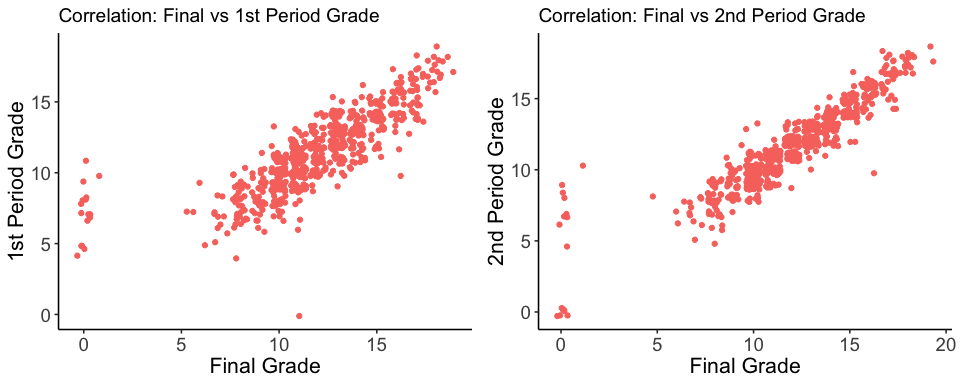 Correlation: Final vs 1st Period Grade
1st Period Grade
15
10
5
0
0 5 10 15
Final Grade
Correlation: Final vs 2nd Period Grade
2nd Period Grade
15
10
5
0
0 5 10 15 20
Final Grade